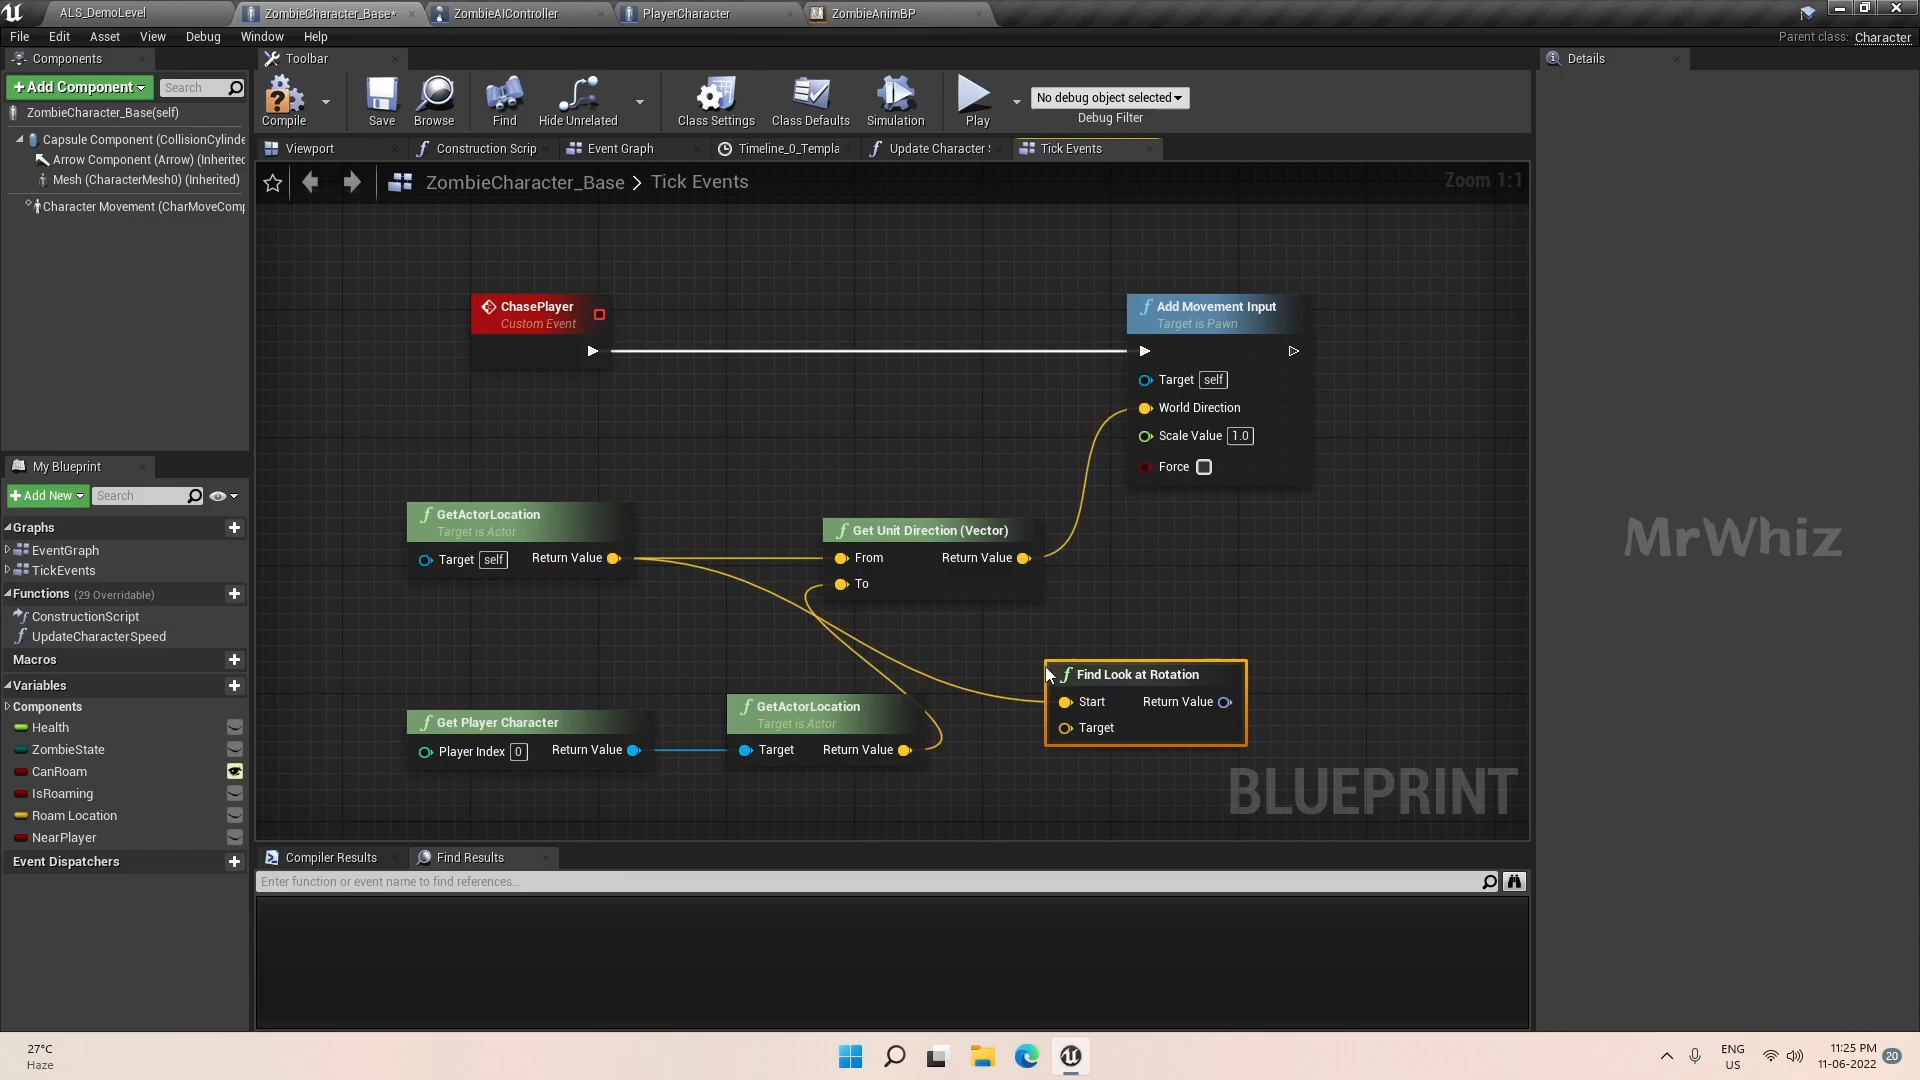 ALS_DemoLevel
ZombieCharacter_Base*
ZombieAIController
PlayerCharacter
ZombieAnimBP
File Edit Asset View Debug Window Help
Parent class: Character
Components
+Add Component
Search
ZombieCharacter_Base(self)
Capsule Component (CollisionCylinde
Arrow Component (Arrow) (Inherited
Mesh (CharacterMesh0) (Inherited)
Character Movement (CharMoveComp
Toolbar
Compile
Save
Browse
Find
Hide Unrelated
Class Settings
Class Defaults
Simulation
Play
No debug object selected
Debug Filter
Details
Viewport
Construction Scrip
Event Graph
Timeline_0_Templa
Update Character
Tick Events
ZombieCharacter_Base > Tick Events
Zoom 1:1
ChasePlayer
Custom Event
Add Movement Input
Target is Pawn
Target self
World Direction
Scale Value 1.0
Force
GetActorLocation
Target is Actor
Target self Return Value
Get Unit Direction (Vector)
From Return Value
To
Find Look at Rotation
Start Return Value
Target
Get Player Character
Player Index 0 Return Value
GetActorLocation
Target is Actor
Target Return Value
BLUEPRINT
My Blueprint
+Add New
Search
Graphs
EventGraph
TickEvents
Functions (29 Overridable)
ConstructionScript
UpdateCharacterSpeed
Macros
Variables
Components
Health
ZombieState
CanRoam
IsRoaming
Roam Location
NearPlayer
Event Dispatchers
Compiler Results
Find Results
Enter function or event name to find references...
MrWhiz
27°C
Haze
ENG
US
11:25 PM
11-06-2022
20